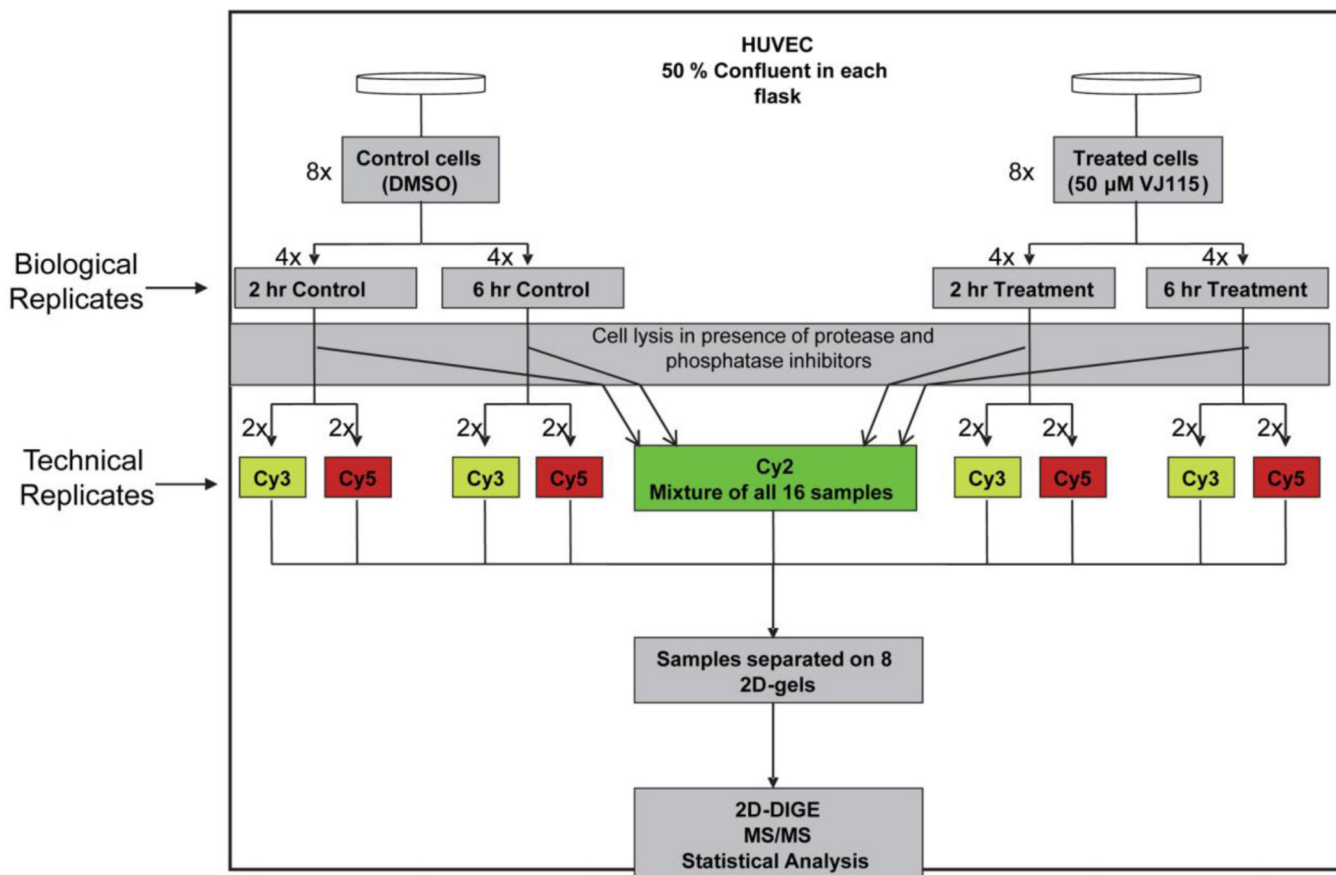 HUVEC
50 % Confluent in each
flask
8x
Control cells
(DMSO)
8x
Treated cells
(50 µM VJ115)
Biological
Replicates
4x
4x
4x
4x
2 hr Control
6 hr Control
2 hr Treatment
6 hr Treatment
Cell lysis in presence of protease and
phosphatase inhibitors
Technical
Replicates
2x
2x
2x
2x
2x
2x
2x
2x
Cy3
Cy5
Cy3
Cy5
Cy2
Mixture of all 16 samples
Cy3
Cy5
Cy3
Cy5
Samples separated on 8
2D-gels
2D-DIGE
MS/MS
Statistical Analysis